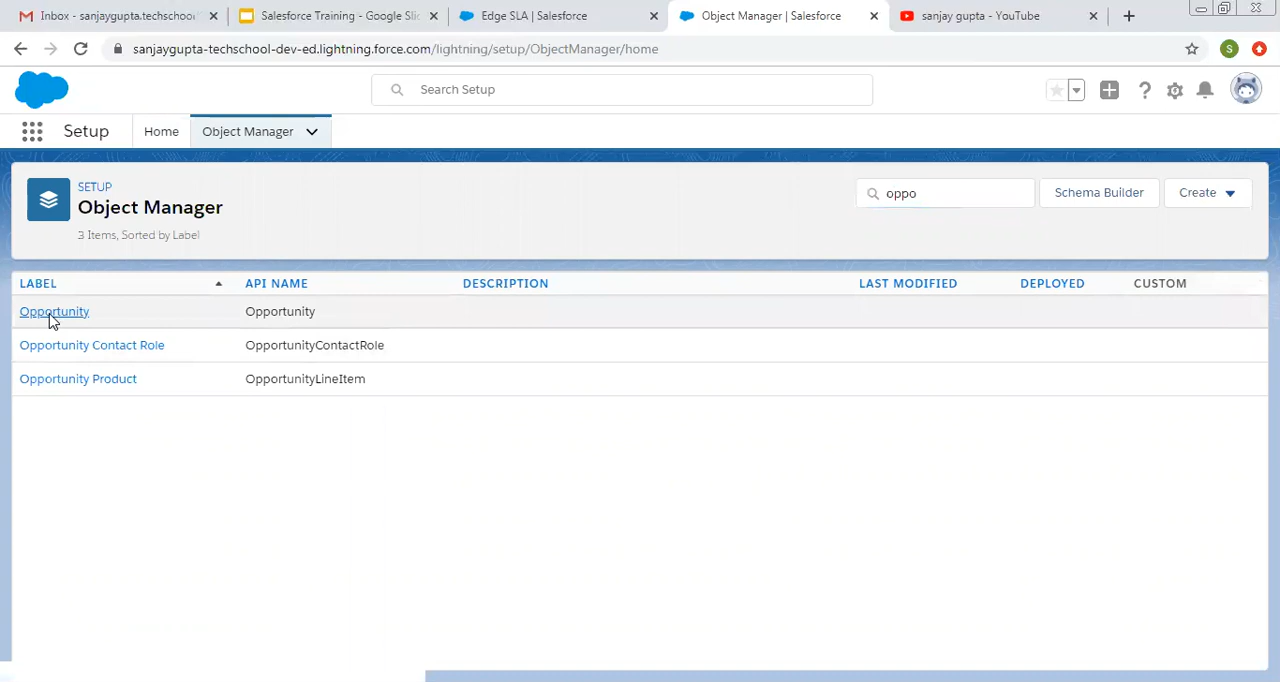 Inbox - sanjaygupta.techschool
Salesforce Training - Google Slid
Edge SLA | Salesforce
Object Manager | Salesforce
sanjay gupta - YouTube
sanjaygupta-techschool-dev-ed.lightning.force.com/lightning/setup/ObjectManager/home
S
Search Setup
Setup
Home
Object Manager
SETUP
Object Manager
3 Items, Sorted by Label
oppo
Schema Builder
Create
LABEL
API NAME
DESCRIPTION
LAST MODIFIED
DEPLOYED
CUSTOM
Opportunity
Opportunity
Opportunity Contact Role
OpportunityContactRole
Opportunity Product
OpportunityLineItem